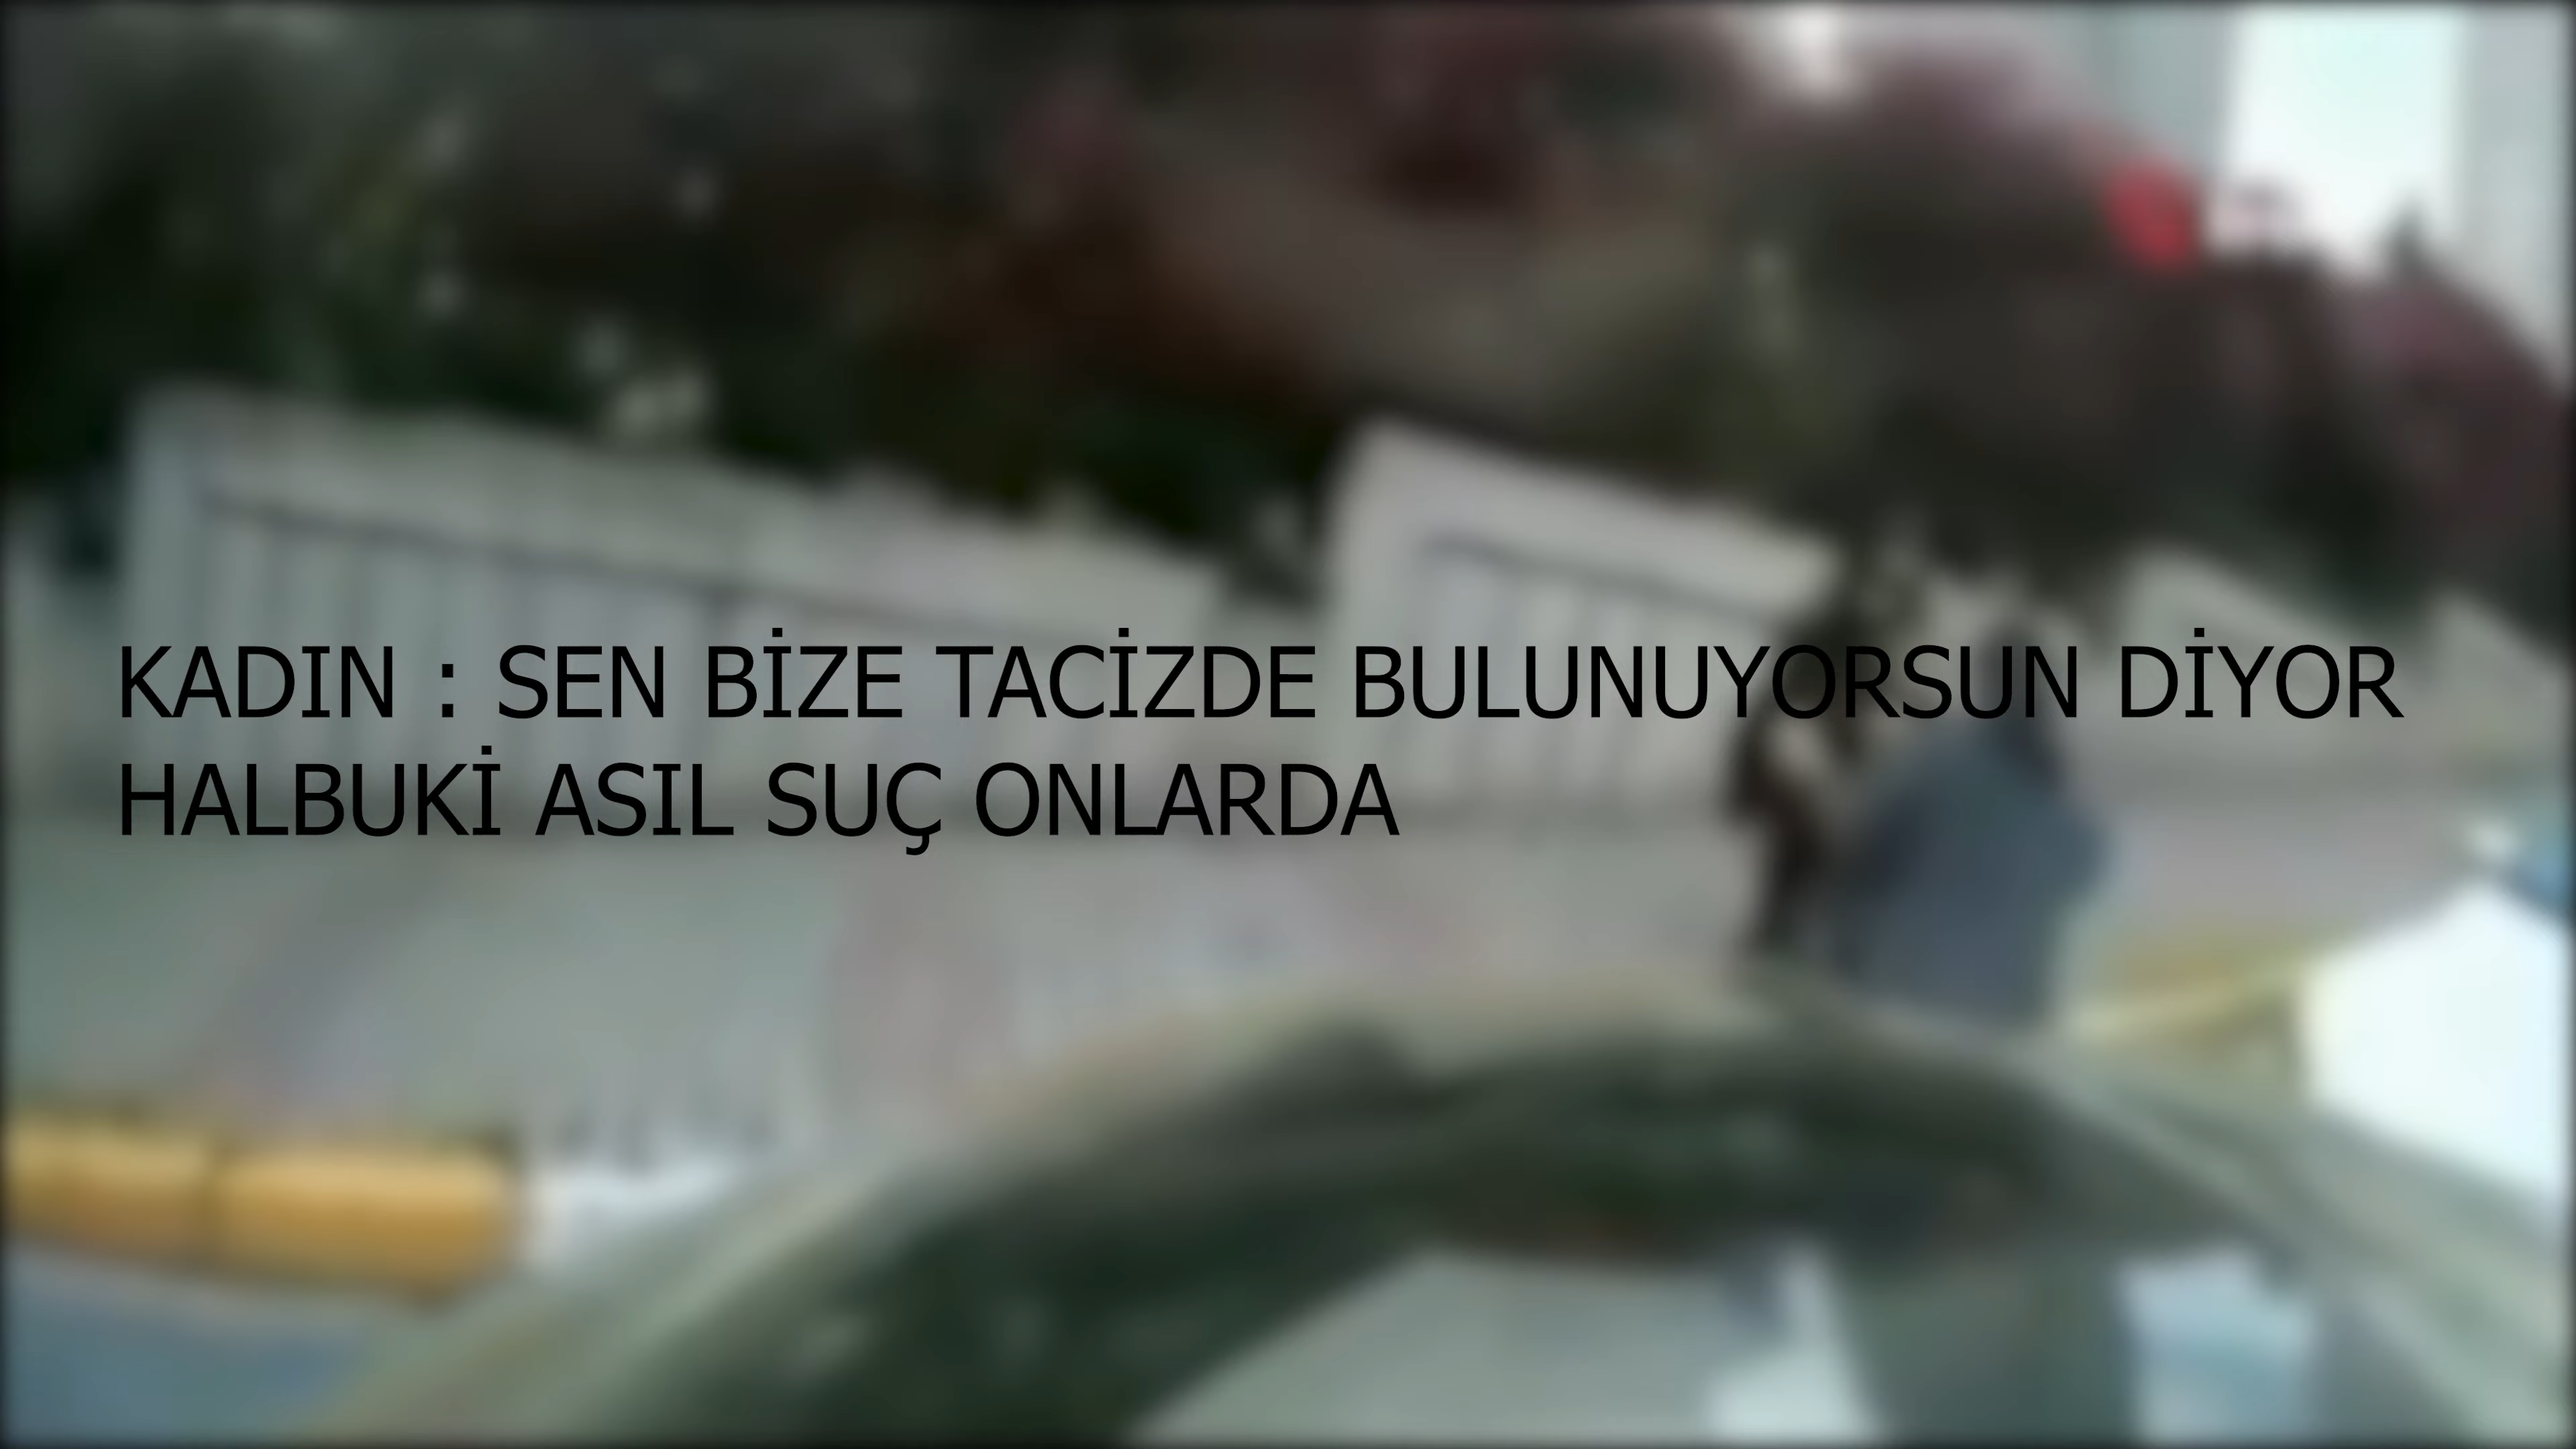 KADIN : SEN BİZE TACİZDE BULUNUYORSUN DİYOR
HALBUKİ ASIL SUÇ ONLARDA